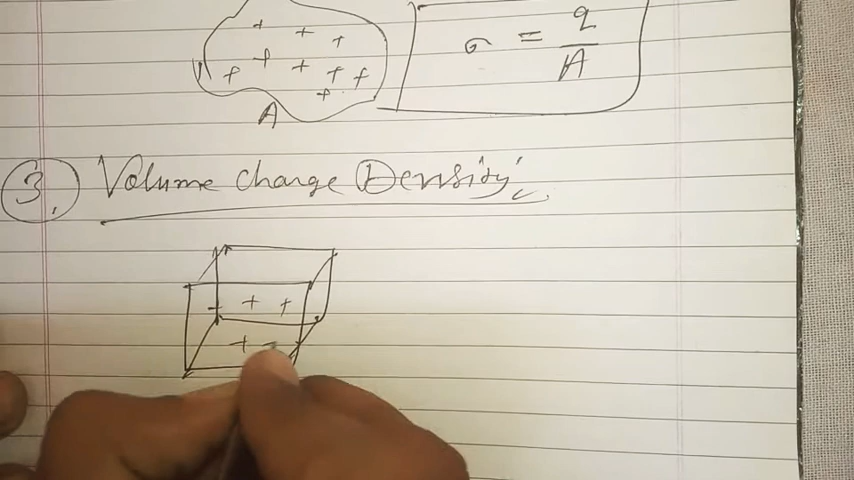 σ = q/A
A
3. Volume Charge Density